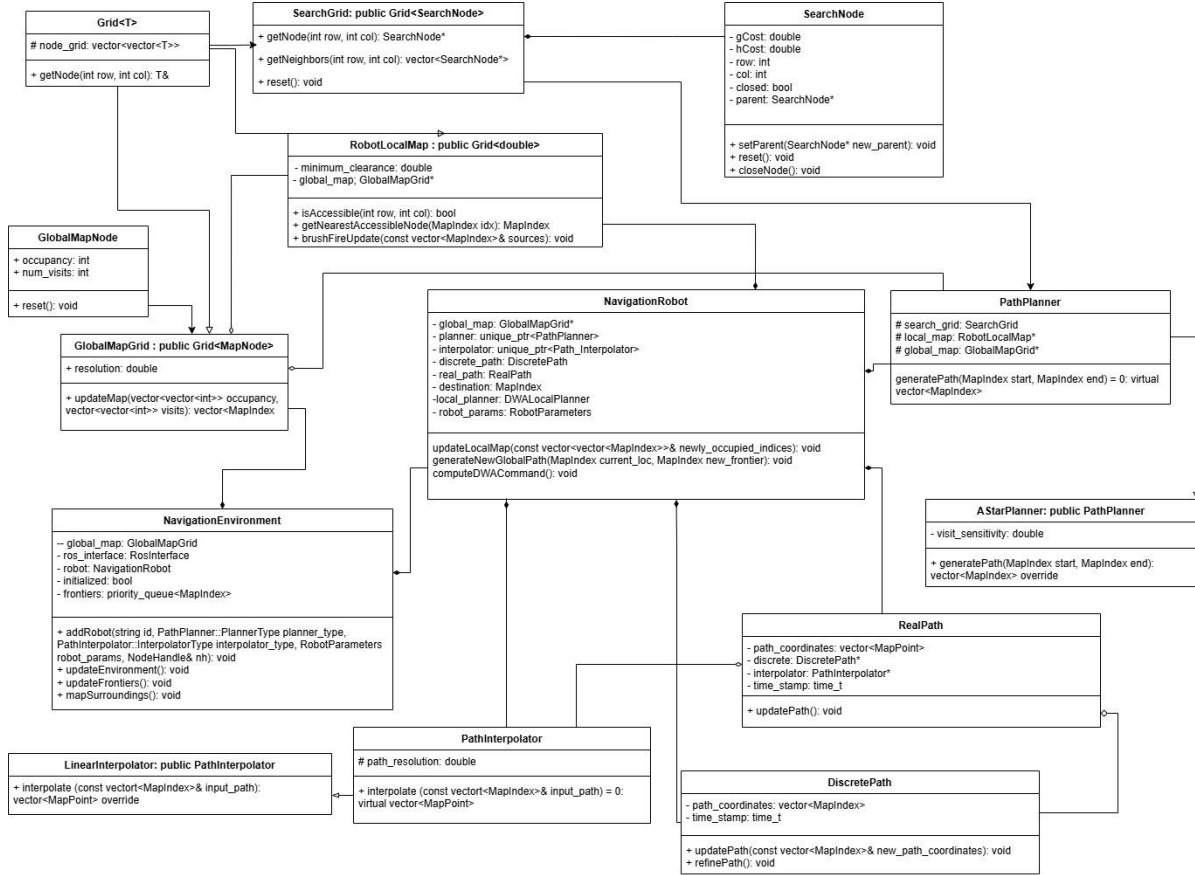 Grid<T>
# node_grid: vector<vector<T>>
+ getNode(int row, int col): T&
SearchGrid: public Grid<SearchNode>
+ getNode(int row, int col): SearchNode*
+ getNeighbors(int row, int col): vector<SearchNode*>
+ reset(): void
SearchNode
- gCost: double
- hCost: double
- row: int
- col: int
- closed: bool
- parent: SearchNode*
+ setParent(SearchNode* new_parent): void
+ reset(): void
+ closeNode(): void
RobotLocalMap : public Grid<double>
- minimum_clearance: double
- global_map; GlobalMapGrid*
+ isAccessible(int row, int col): bool
+ getNearestAccessibleNode(MapIndex idx): MapIndex
+ brushFireUpdate(const vector<MapIndex>& sources): void
GlobalMapNode
+ occupancy: int
+ num_visits: int
+ reset(): void
GlobalMapGrid : public Grid<MapNode>
+ resolution: double
+ updateMap(vector<vector<int>> occupancy,
vector<vector<int>> visits): vector<MapIndex
NavigationRobot
- global_map: GlobalMapGrid*
- planner: unique_ptr<PathPlanner>
- interpolator: unique_ptr<Path_Interpolator>
- discrete_path: DiscretePath
- real_path: RealPath
- destination: MapIndex
-local_planner: DWALocalPlanner
- robot_params: RobotParameters
updateLocalMap(const vector<vector<MapIndex>>& newly_occupied_indices): void
generateNewGlobalPath(MapIndex current_loc, MapIndex new_frontier): void
computeDWACommand(): void
PathPlanner
# search_grid: SearchGrid
# local_map: RobotLocalMap*
# global_map: GlobalMapGrid*
generatePath(MapIndex start, MapIndex end) = 0: virtual
vector<MapIndex>
AStarPlanner: public PathPlanner
- visit_sensitivity: double
+ generatePath(MapIndex start, MapIndex end):
vector<MapIndex> override
NavigationEnvironment
-- global_map: GlobalMapGrid
- ros_interface: RosInterface
- robot: NavigationRobot
- initialized: bool
- frontiers: priority_queue<MapIndex>
+ addRobot(string id, PathPlanner::PlannerType planner_type,
PathInterpolator::InterpolatorType interpolator_type, RobotParameters
robot_params, NodeHandle& nh): void
+ updateEnvironment(): void
+ updateFrontiers(): void
+ mapSurroundings(): void
RealPath
- path_coordinates: vector<MapPoint>
- discrete: DiscretePath*
- interpolator: PathInterpolator*
- time_stamp: time_t
+ updatePath(): void
PathInterpolator
# path_resolution: double
+ interpolate (const vectort<MapIndex>& input_path) = 0:
virtual vector<MapPoint>
LinearInterpolator: public PathInterpolator
+ interpolate (const vectort<MapIndex>& input_path):
vector<MapPoint> override
DiscretePath
- path_coordinates: vector<MapIndex>
- time_stamp: time_t
+ updatePath(const vector<MapIndex>& new_path_coordinates): void
+ refinePath(): void